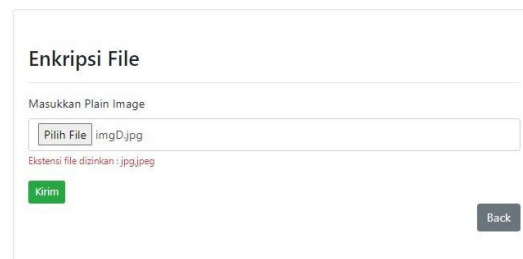 Enkripsi File
Masukkan Plain Image
Pilih File imgD.jpg
Ekstensi file dizinkan : jpg,jpeg
Kirim
Back